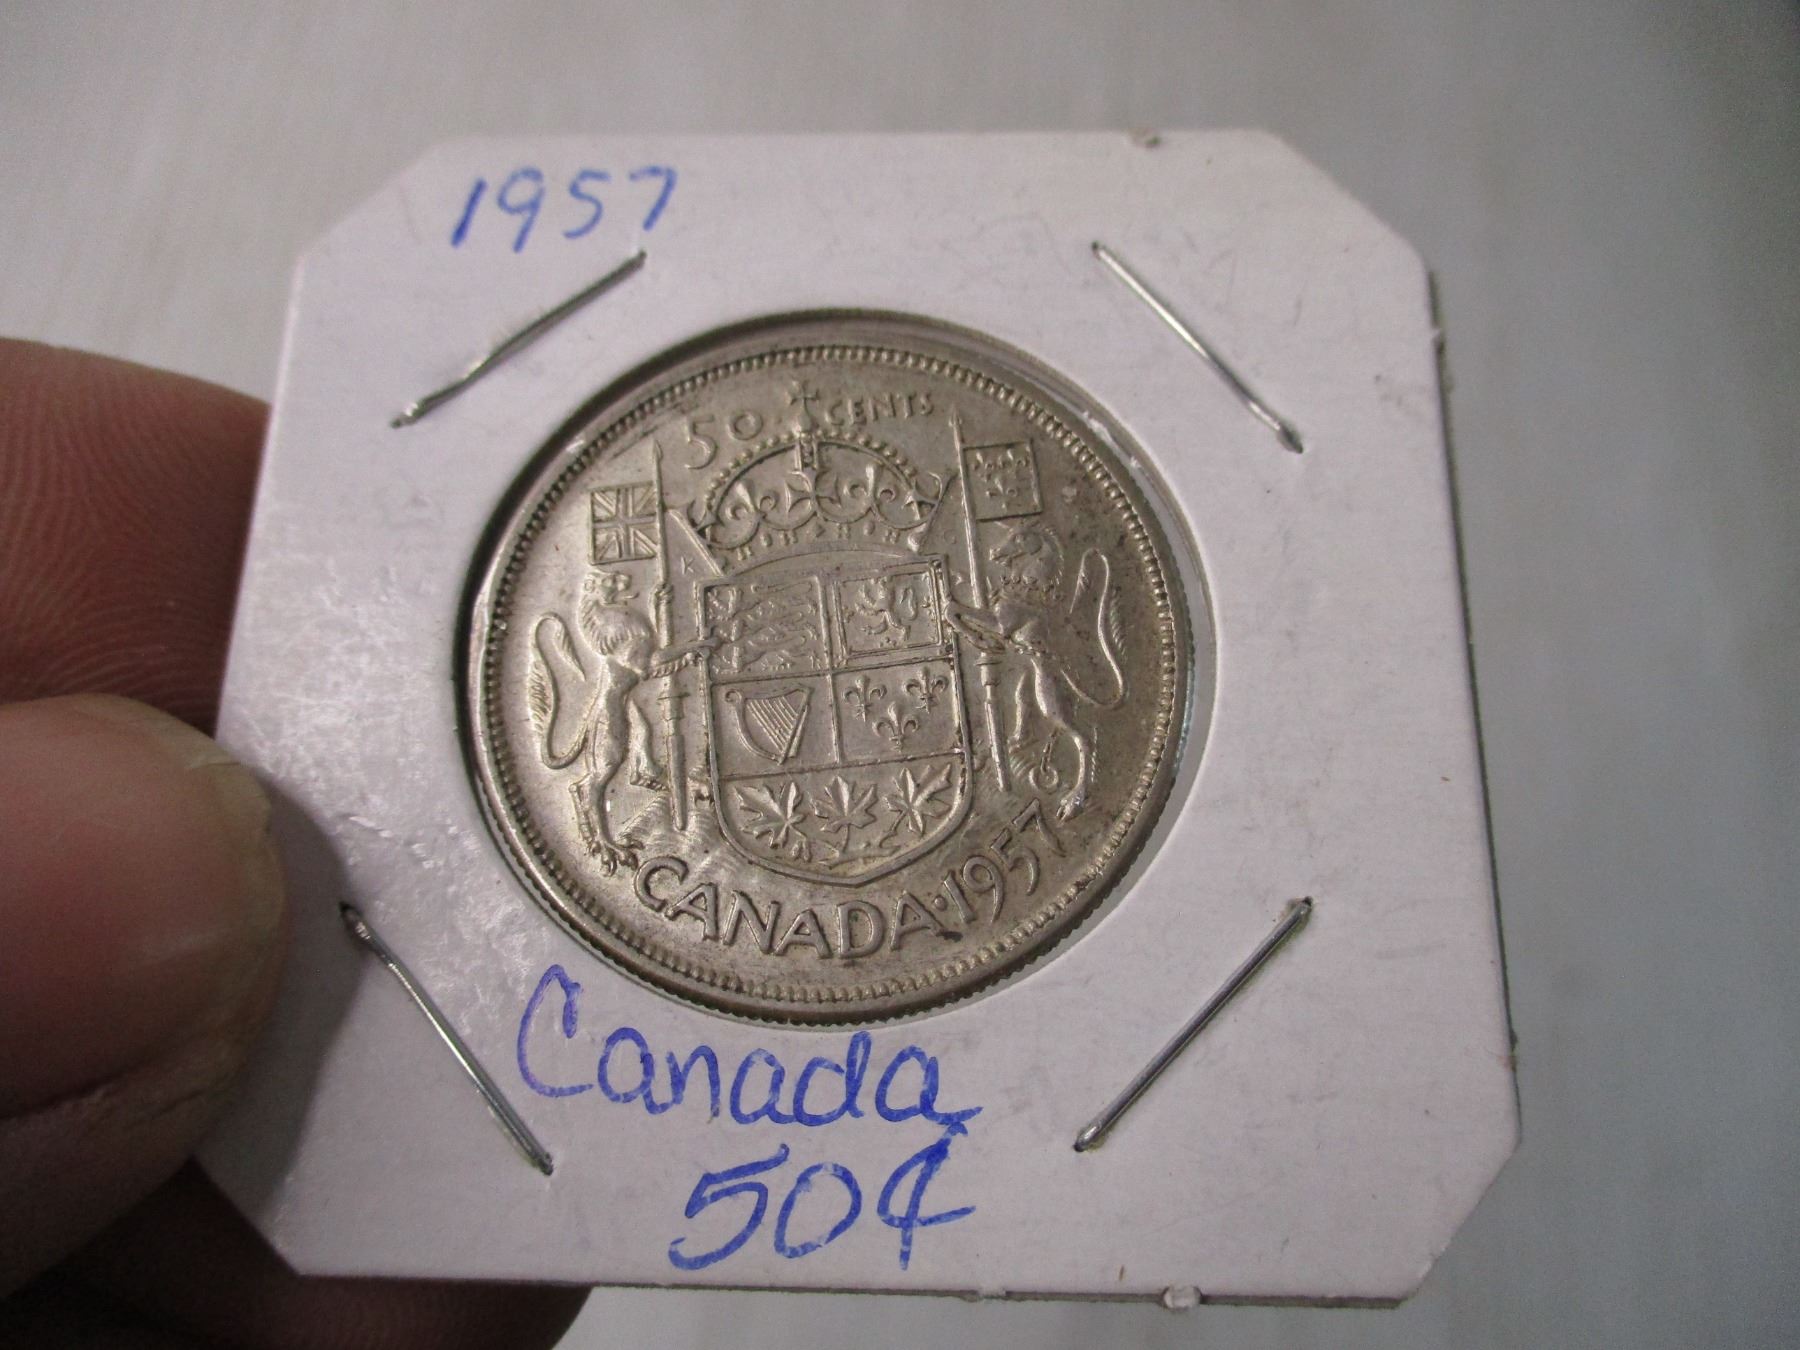 1957
50 CENTS
K G
CANADA·1957
Canada
50¢